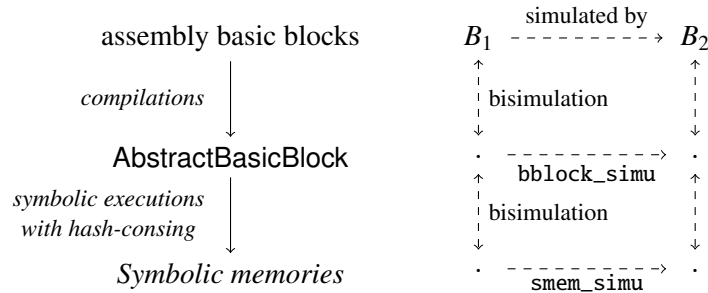 assembly basic blocks B1 simulated by B2
compilations bisimulation
AbstractBasicBlock · bblock_simu ·
symbolic executions
with hash-consing bisimulation
Symbolic memories · smem_simu ·